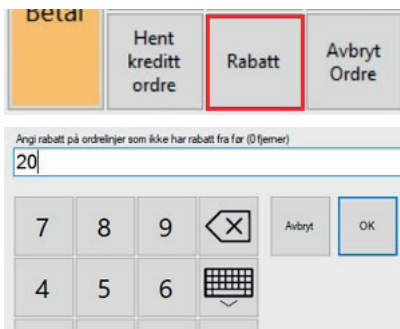 Betal
Hent
kreditt
ordre
Rabatt
Avbryt
Ordre
Angi rabatt på ordrelinjer som ikke har rabatt fra før (0 fjerner)
20
7 8 9 Avbryt OK
4 5 6